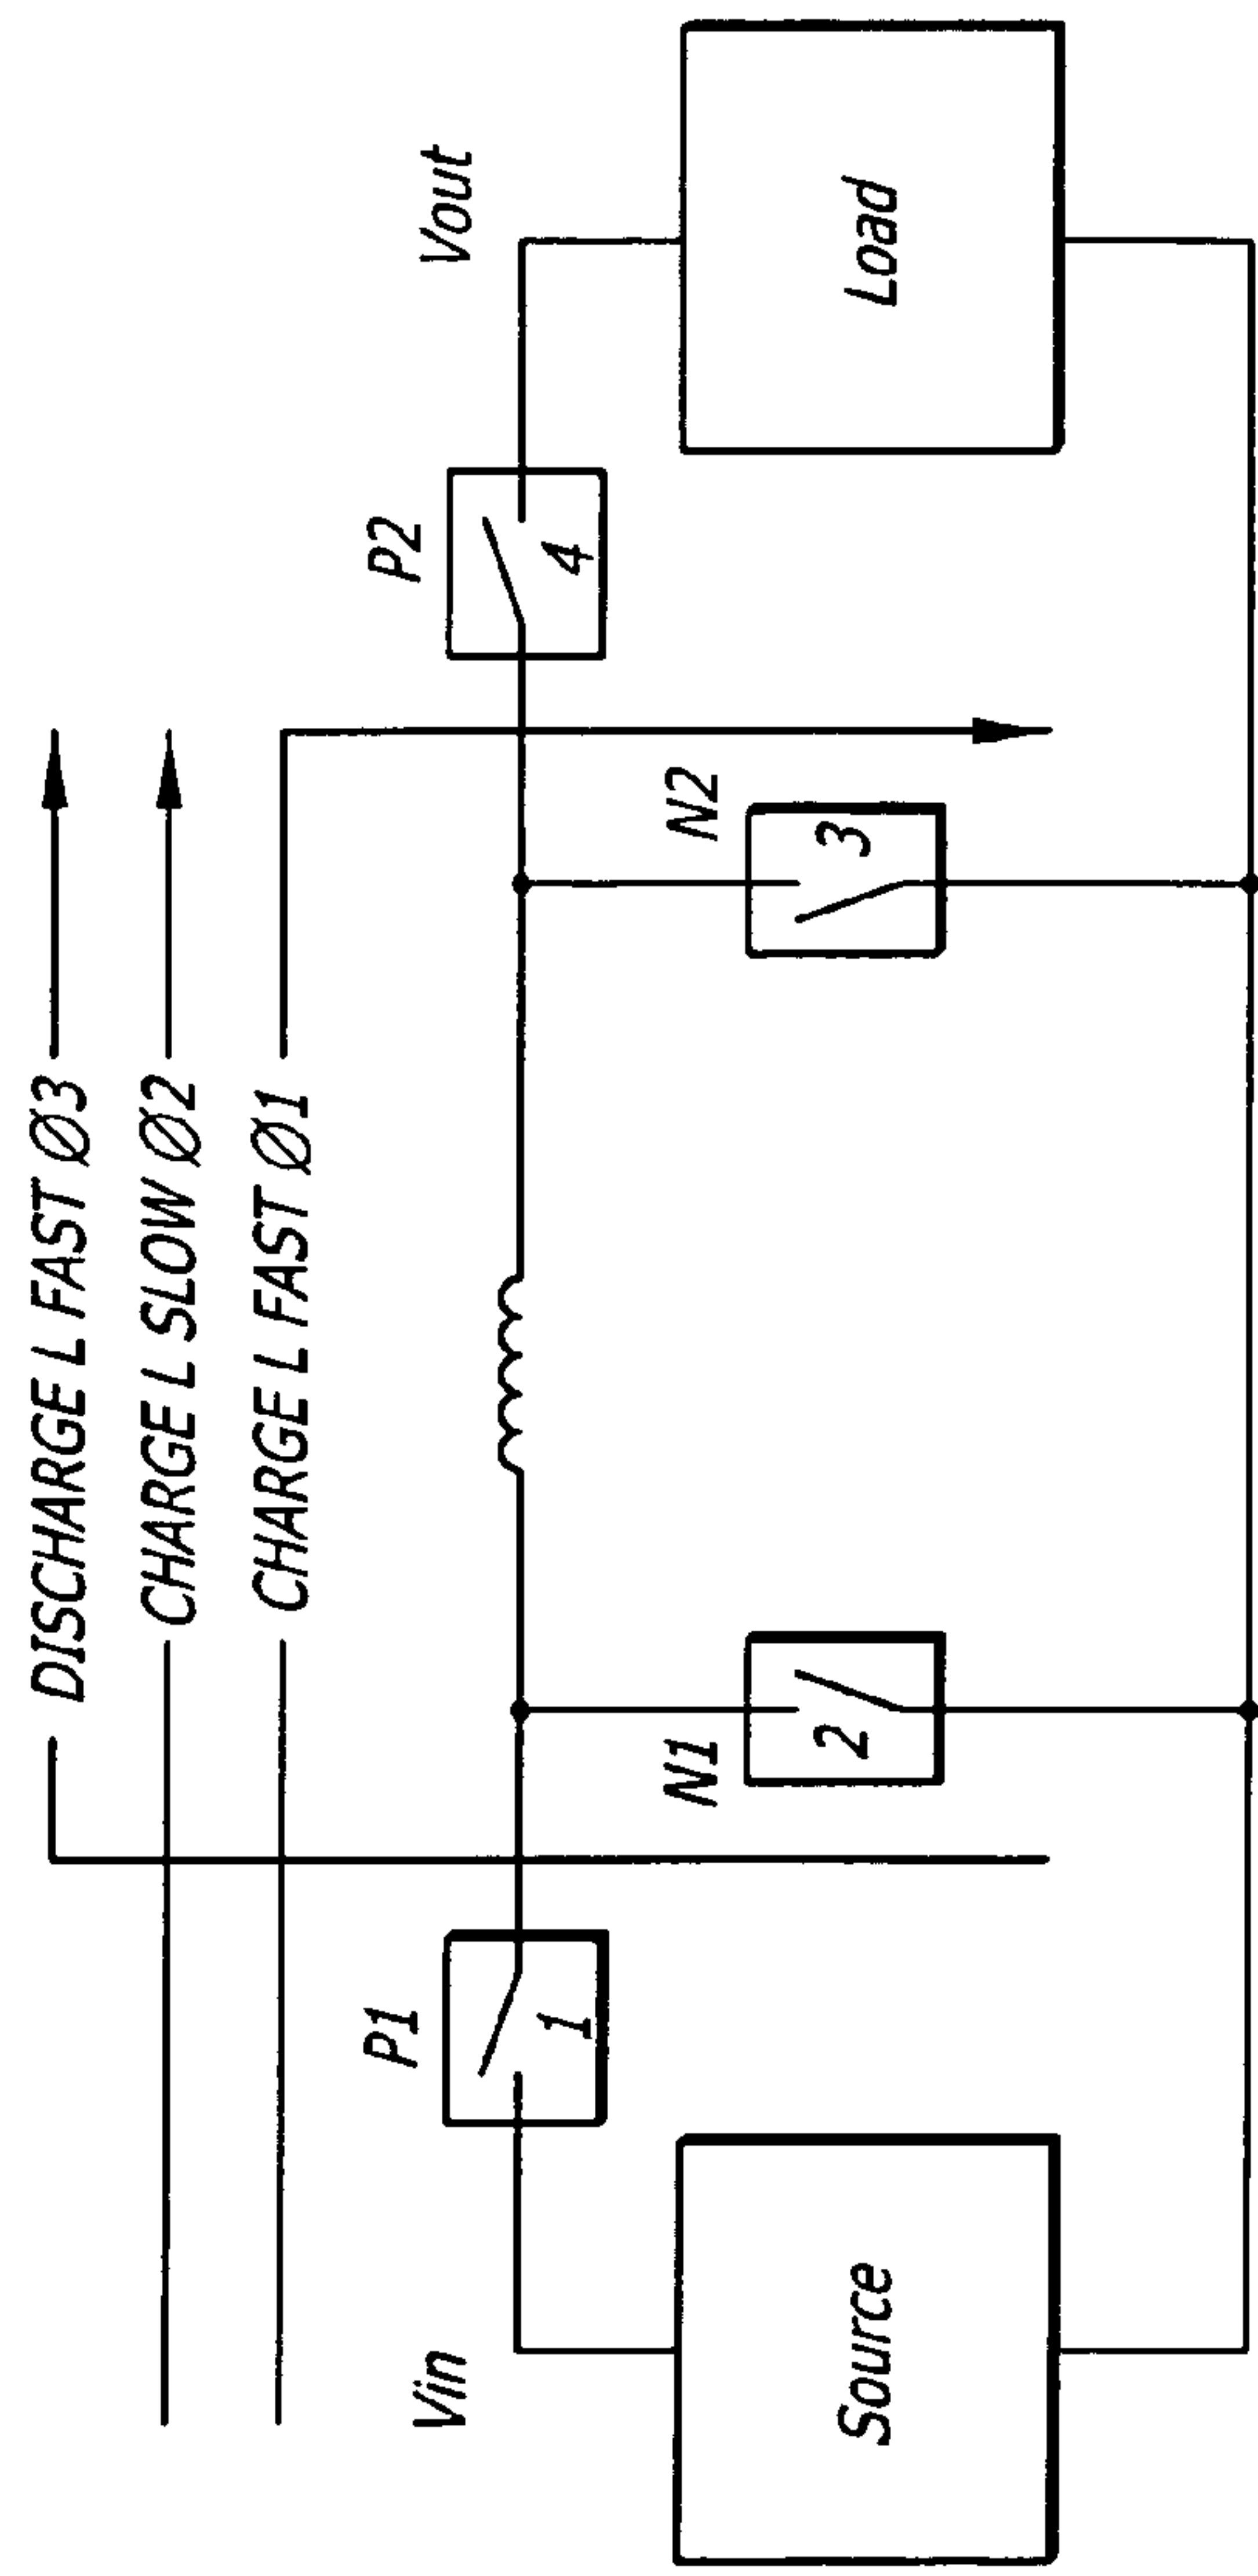 DISCHARGE L FAST Ø3
CHARGE L SLOW Ø2
CHARGE L FAST Ø1
Vin
P1
P2
Vout
1
4
N1
N2
2
3
Source
Load